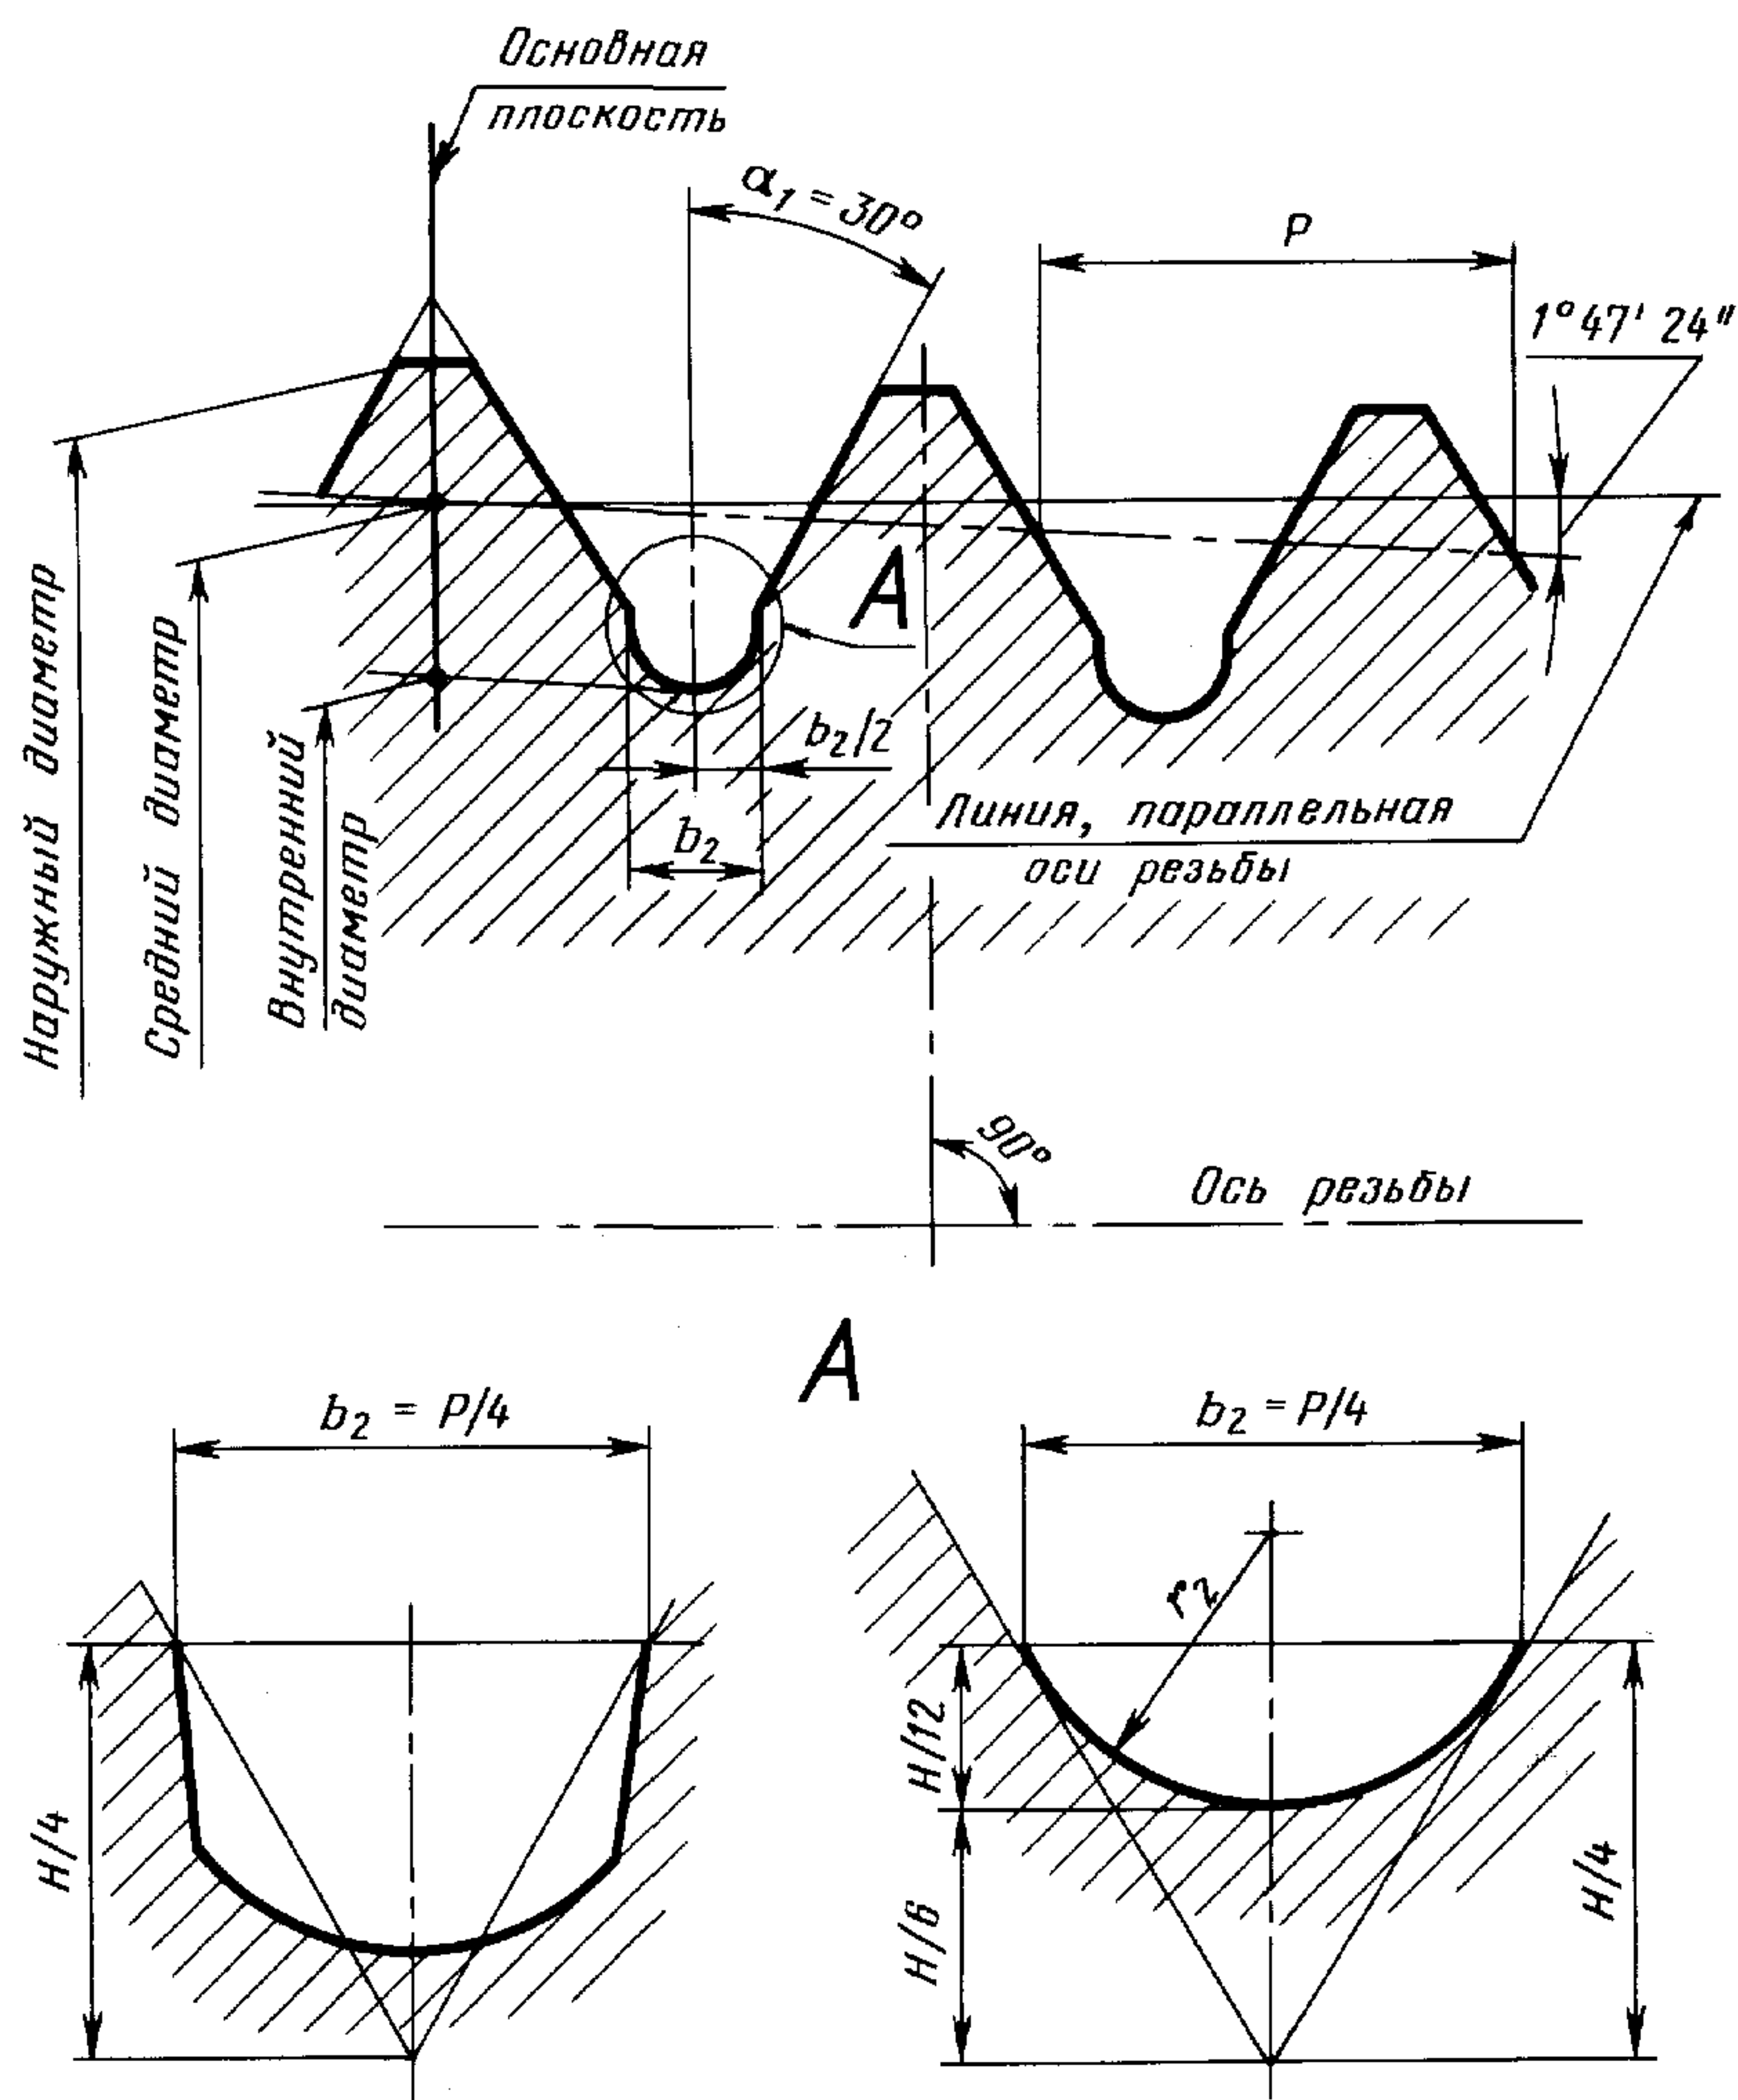 Основная
плоскость
α₁ = 30°
P
1° 47' 24"
A
Наружный диаметр
Средний диаметр
Внутренний
диаметр
b₂/2
b₂
Линия, параллельная
оси резьбы
90°
Ось резьбы
A
b₂ = P/4
b₂ = P/4
r₂
H/4
H/12
H/6
H/4